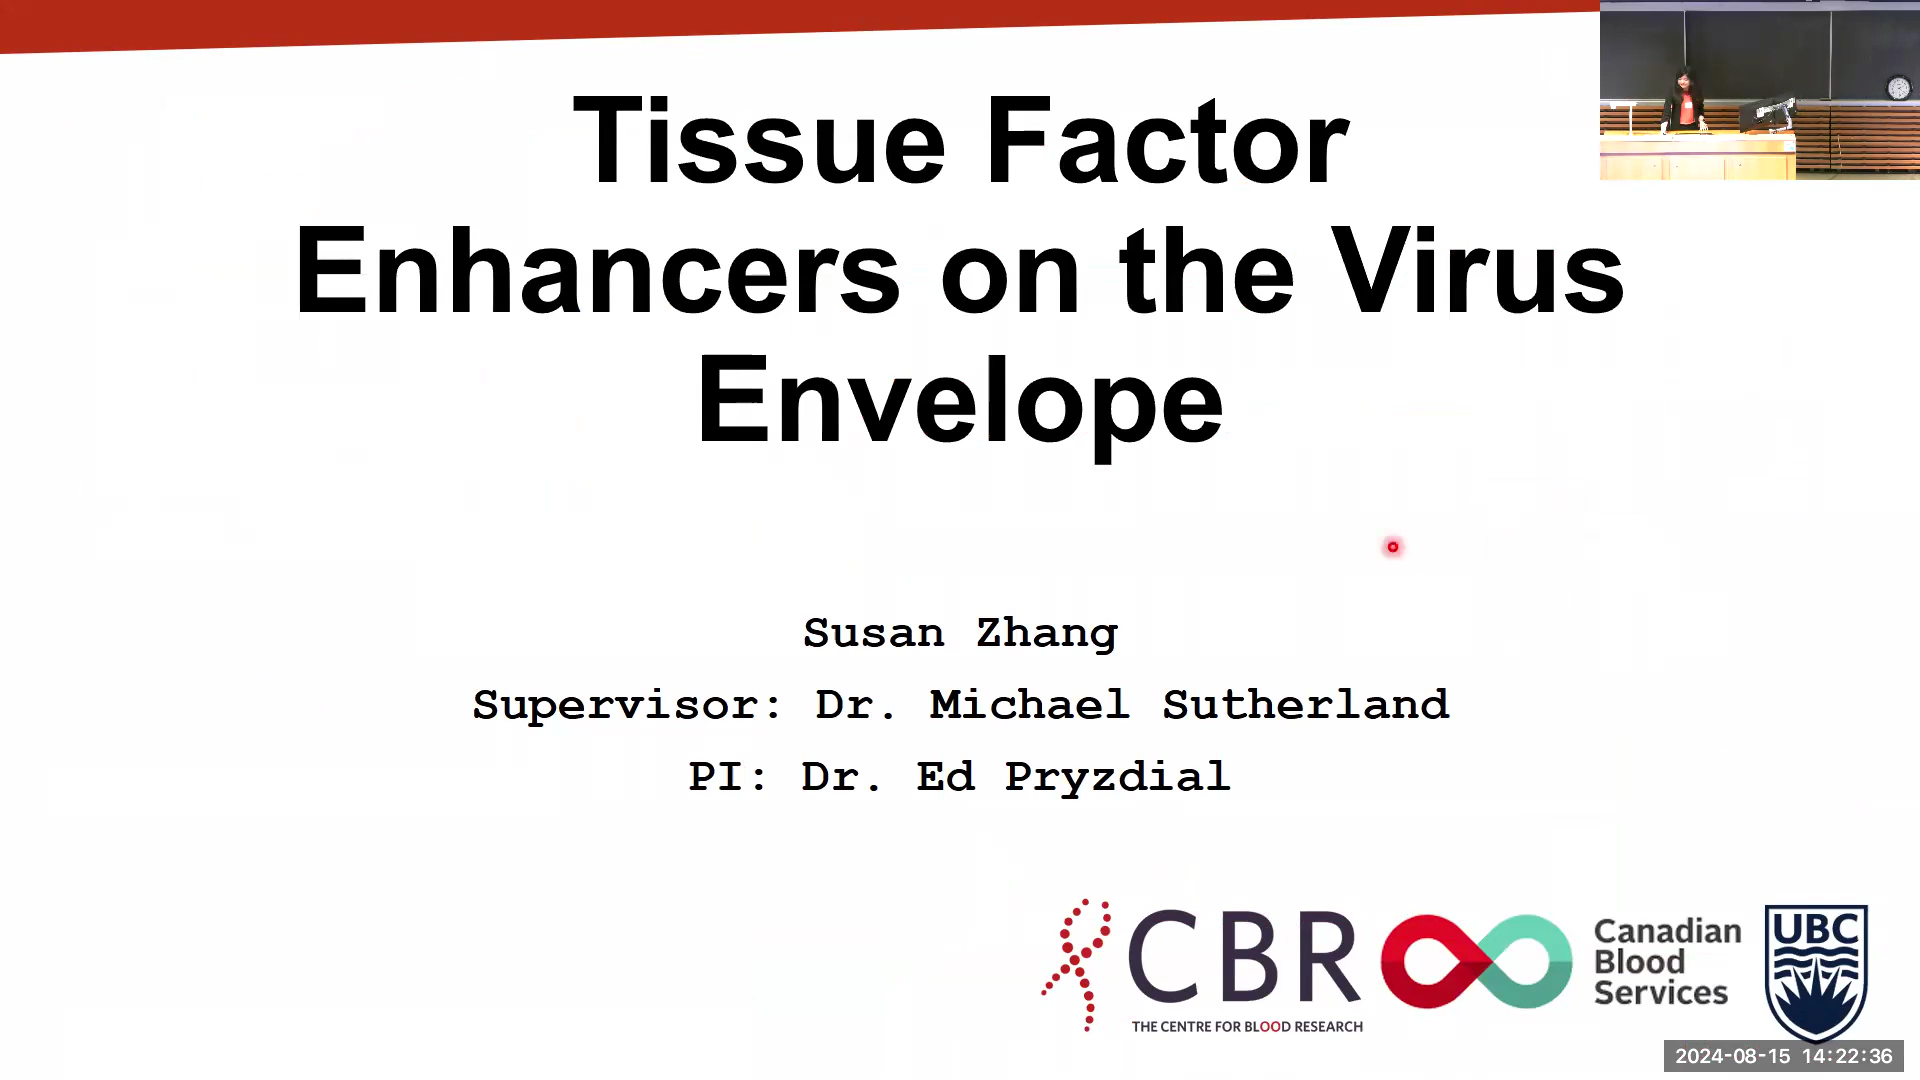 Tissue Factor
Enhancers on the Virus
Envelope
Susan Zhang
Supervisor: Dr. Michael Sutherland
PI: Dr. Ed Pryzdial
CBR
THE CENTRE FOR BLOOD RESEARCH
Canadian
Blood
Services
UBC
2024-08-15 14:22:36